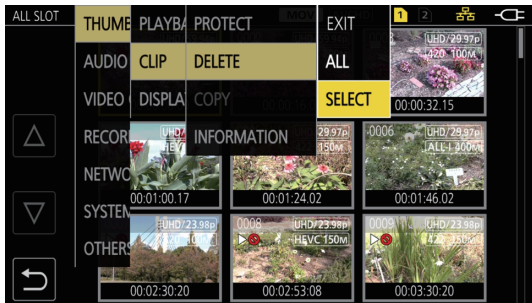 ALL SLOT
THUMB
PLAYBA
PROTECT
EXIT
1
2
AUDIO
CLIP
DELETE
ALL
UHD/29.97p
420 100M
VIDEO
DISPLA
COPY
SELECT
00:00:32.15
RECOR
INFORMATION
NETWO
SYSTEM
OTHERS
UHD/
HEV
00:01:00.17
29.97p
150M
00:01:24.02
0006
UHD/29.97p
ALL-I 400M
00:01:46.02
UHD/23.98p
00:02:30:20
0008
UHD/23.98p
HEVC 150M
00:02:53:08
0009
UHD/23.98p
00:03:30:20